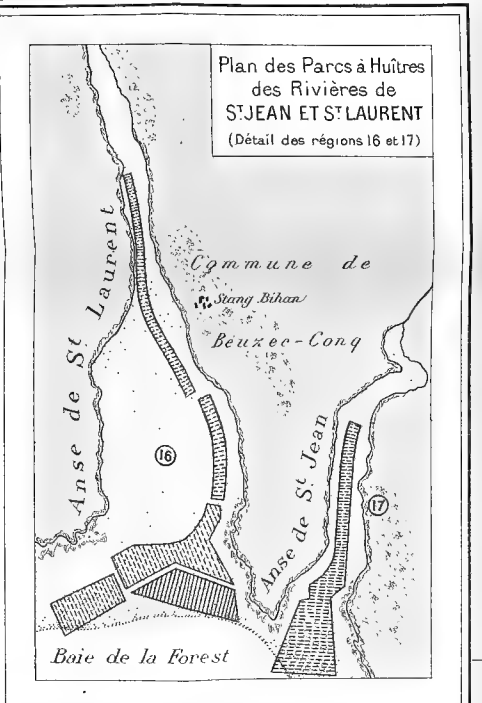 Plan des Parcs à Huîtres
des Rivières de
St JEAN ET St LAURENT
(Détail des régions 16 et 17)
Anse de St Laurent
Commune de
Stang Bihan
Beuzec-Conq
Anse de St Jean
16
17
Baie de la Forest